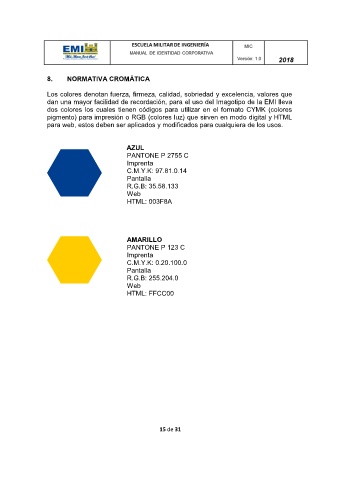 EMI
ESCUELA MILITAR DE INGENIERÍA
MANUAL DE IDENTIDAD CORPORATIVA
MIC
Versión: 1.0
2018
8. NORMATIVA CROMÁTICA
Los colores denotan fuerza, firmeza, calidad, sobriedad y excelencia, valores que
dan una mayor facilidad de recordación, para el uso del Imagotipo de la EMI lleva
dos colores los cuales tienen códigos para utilizar en el formato CYMK (colores
pigmento) para impresión o RGB (colores luz) que sirven en modo digital y HTML
para web, estos deben ser aplicados y modificados para cualquiera de los usos.
AZUL
PANTONE P 2755 C
Imprenta
C.M.Y.K: 97.81.0.14
Pantalla
R.G.B: 35.58.133
Web
HTML: 003F8A
AMARILLO
PANTONE P 123 C
Imprenta
C.M.Y.K: 0.20.100.0
Pantalla
R.G.B: 255.204.0
Web
HTML: FFCC00
15 de 31